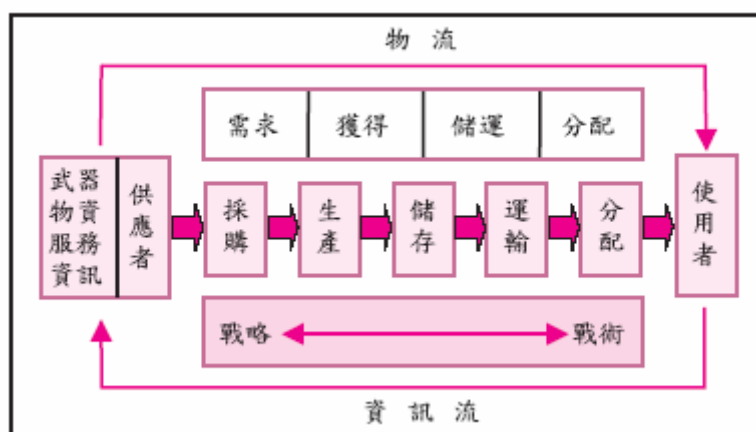 物流
需求 獲得 儲運 分配
武器
物資
服務
資訊
供應者
採購
生產
儲存
運輸
分配
使用者
戰略 戰術
資訊流